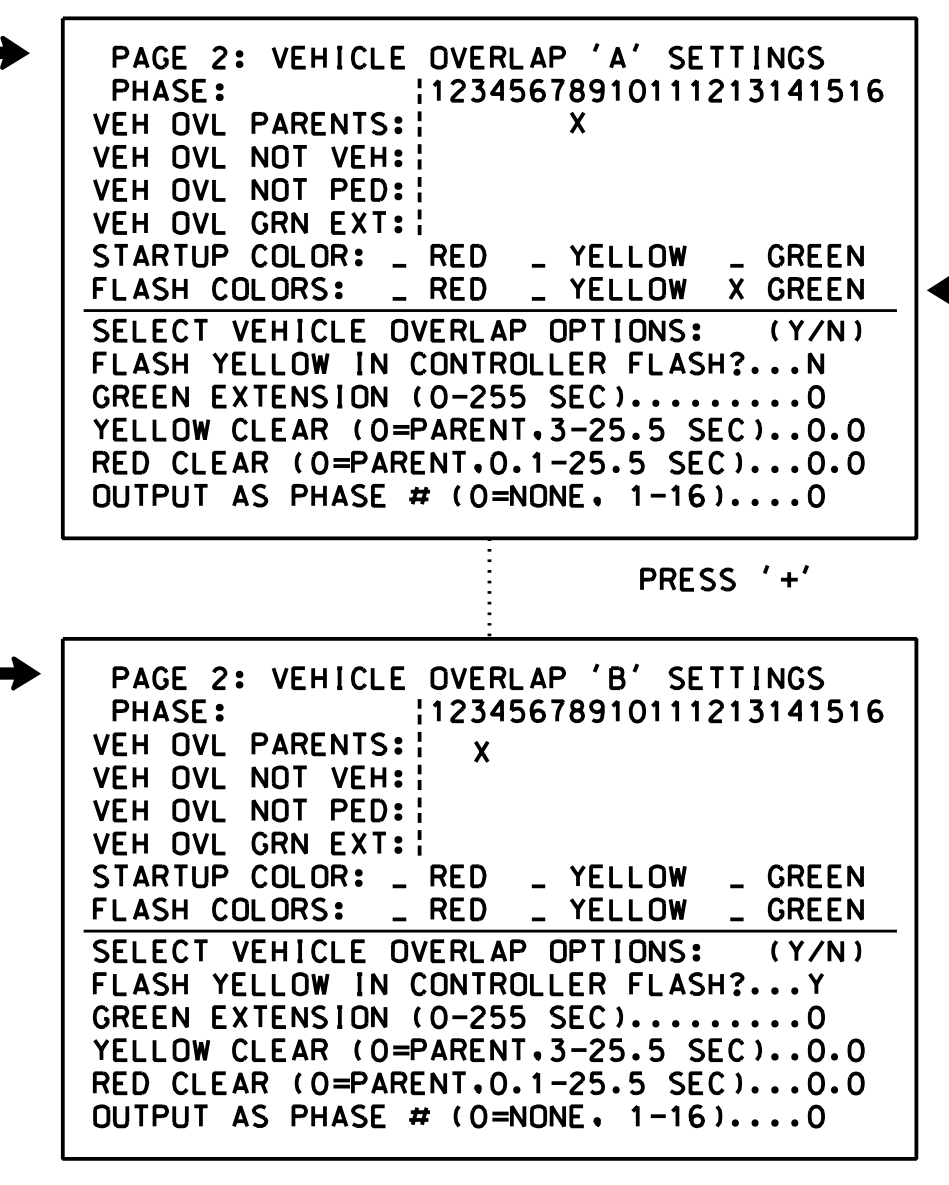 PAGE 2: VEHICLE OVERLAP 'A' SETTINGS
PHASE: ¦12345678910111213141516
VEH OVL PARENTS:¦ X
VEH OVL NOT VEH:¦
VEH OVL NOT PED:¦
VEH OVL GRN EXT:¦
STARTUP COLOR: _ RED _ YELLOW _ GREEN
FLASH COLORS: _ RED _ YELLOW X GREEN
SELECT VEHICLE OVERLAP OPTIONS: (Y/N)
FLASH YELLOW IN CONTROLLER FLASH?...N
GREEN EXTENSION (0-255 SEC).........0
YELLOW CLEAR (0=PARENT,3-25.5 SEC)..0.0
RED CLEAR (0=PARENT,0.1-25.5 SEC)...0.0
OUTPUT AS PHASE # (0=NONE, 1-16)....0
PRESS '+'
PAGE 2: VEHICLE OVERLAP 'B' SETTINGS
PHASE: ¦12345678910111213141516
VEH OVL PARENTS:¦ X
VEH OVL NOT VEH:¦
VEH OVL NOT PED:¦
VEH OVL GRN EXT:¦
STARTUP COLOR: _ RED _ YELLOW _ GREEN
FLASH COLORS: _ RED _ YELLOW _ GREEN
SELECT VEHICLE OVERLAP OPTIONS: (Y/N)
FLASH YELLOW IN CONTROLLER FLASH?...Y
GREEN EXTENSION (0-255 SEC).........0
YELLOW CLEAR (0=PARENT,3-25.5 SEC)..0.0
RED CLEAR (0=PARENT,0.1-25.5 SEC)...0.0
OUTPUT AS PHASE # (0=NONE, 1-16)....0